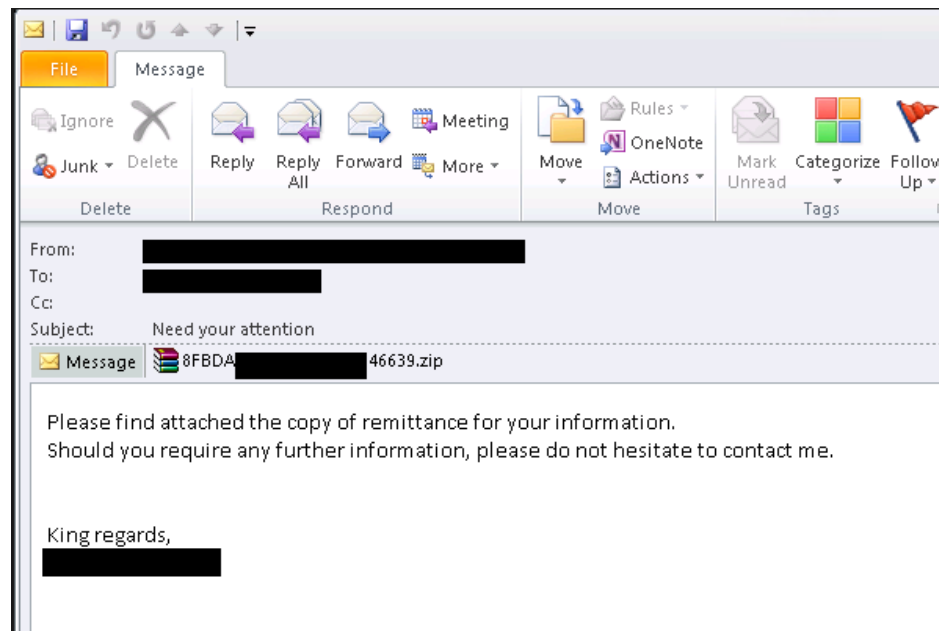 File Message
Ignore
Junk
Delete
Reply
Reply All
Forward
Meeting
More
Move
Rules
OneNote
Actions
Mark Unread
Categorize
Follow Up
Delete Respond Move Tags
From:
To:
Cc:
Subject: Need your attention
Message 8FBDA 46639.zip
Please find attached the copy of remittance for your information.
Should you require any further information, please do not hesitate to contact me.
King regards,